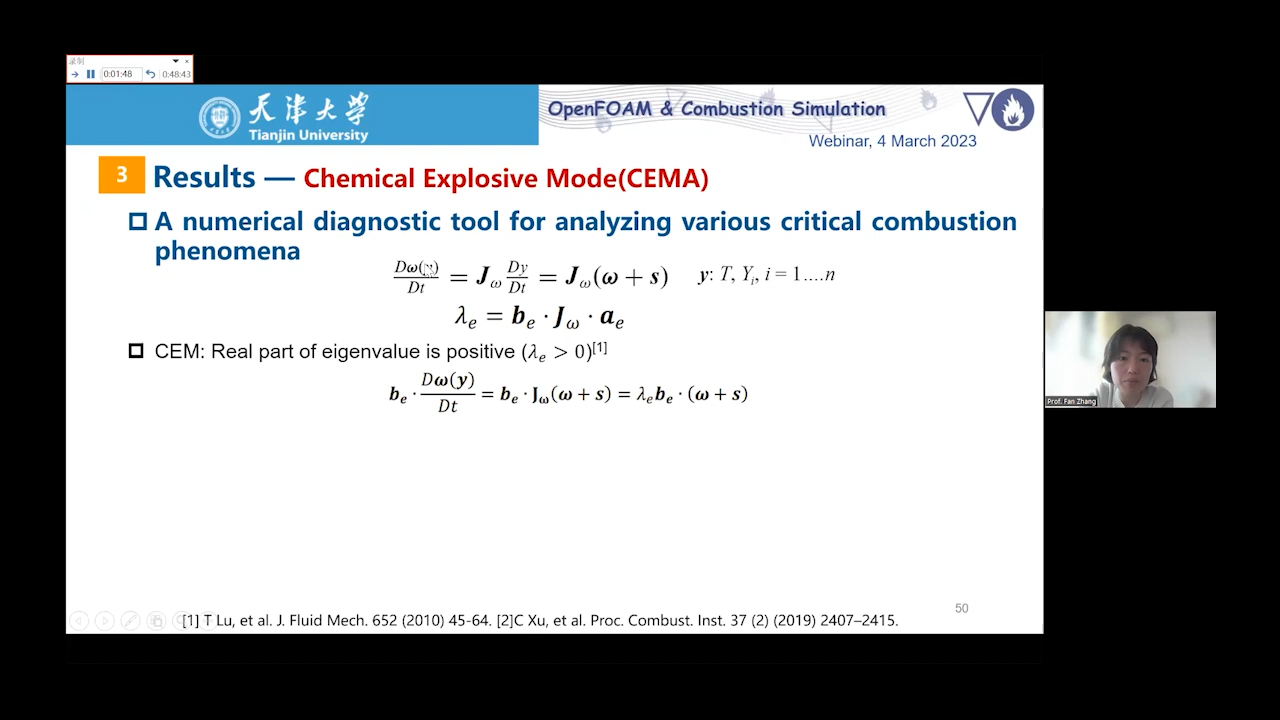 录制
0:01:48 0:48:43
天津大学
Tianjin University
OpenFOAM & Combustion Simulation
Webinar, 4 March 2023
3 Results — Chemical Explosive Mode(CEMA)
A numerical diagnostic tool for analyzing various critical combustion
phenomena
Dω(y)/Dt = J_ω Dy/Dt = J_ω(ω + s) y: T, Y_i, i = 1....n
λ_e = b_e · J_ω · a_e
CEM: Real part of eigenvalue is positive (λ_e > 0)[1]
b_e · Dω(y)/Dt = b_e · J_ω(ω + s) = λ_e b_e · (ω + s)
Prof. Fan Zhang
50
[1] T Lu, et al. J. Fluid Mech. 652 (2010) 45-64. [2]C Xu, et al. Proc. Combust. Inst. 37 (2) (2019) 2407–2415.